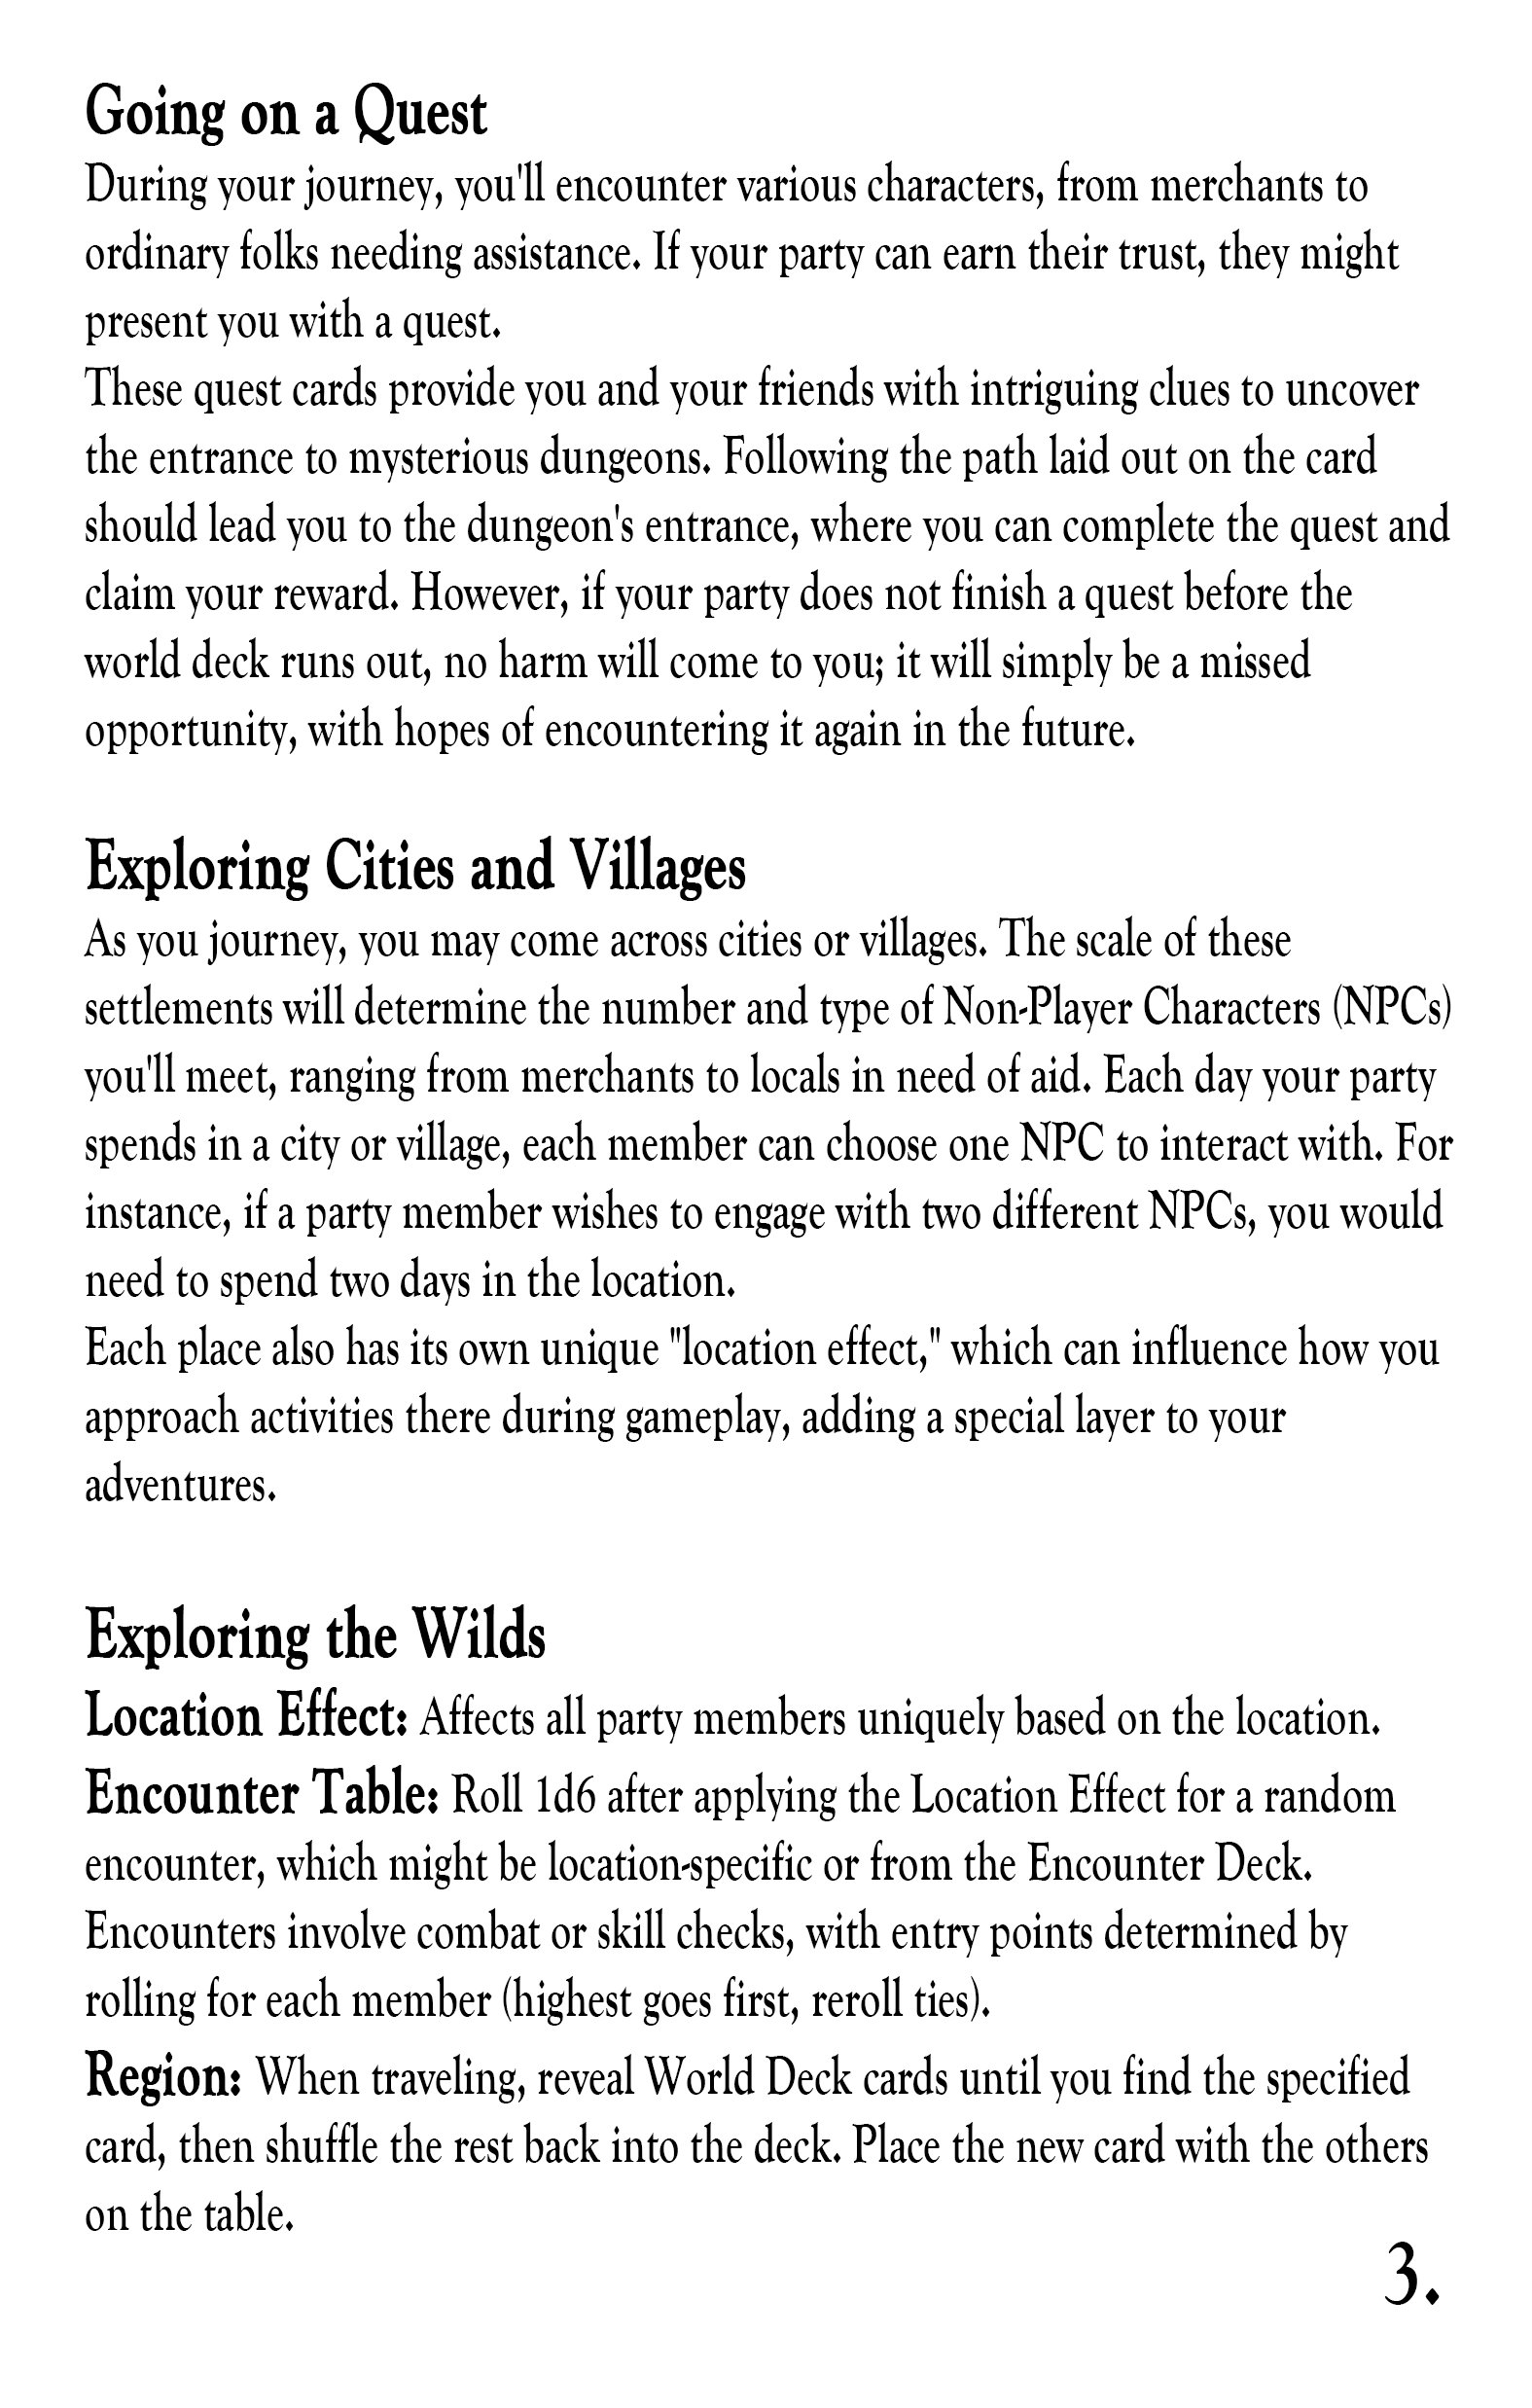 Going on a Quest
During your journey, you'll encounter various characters, from merchants to
ordinary folks needing assistance. If your party can earn their trust, they might
present you with a quest.
These quest cards provide you and your friends with intriguing clues to uncover
the entrance to mysterious dungeons. Following the path laid out on the card
should lead you to the dungeon's entrance, where you can complete the quest and
claim your reward. However, if your party does not finish a quest before the
world deck runs out, no harm will come to you; it will simply be a missed
opportunity, with hopes of encountering it again in the future.
Exploring Cities and Villages
As you journey, you may come across cities or villages. The scale of these
settlements will determine the number and type of Non-Player Characters (NPCs)
you'll meet, ranging from merchants to locals in need of aid. Each day your party
spends in a city or village, each member can choose one NPC to interact with. For
instance, if a party member wishes to engage with two different NPCs, you would
need to spend two days in the location.
Each place also has its own unique "location effect," which can influence how you
approach activities there during gameplay, adding a special layer to your
adventures.
Exploring the Wilds
Location Effect: Affects all party members uniquely based on the location.
Encounter Table: Roll 1d6 after applying the Location Effect for a random
encounter, which might be location-specific or from the Encounter Deck.
Encounters involve combat or skill checks, with entry points determined by
rolling for each member (highest goes first, reroll ties).
Region: When traveling, reveal World Deck cards until you find the specified
card, then shuffle the rest back into the deck. Place the new card with the others
on the table.
3.